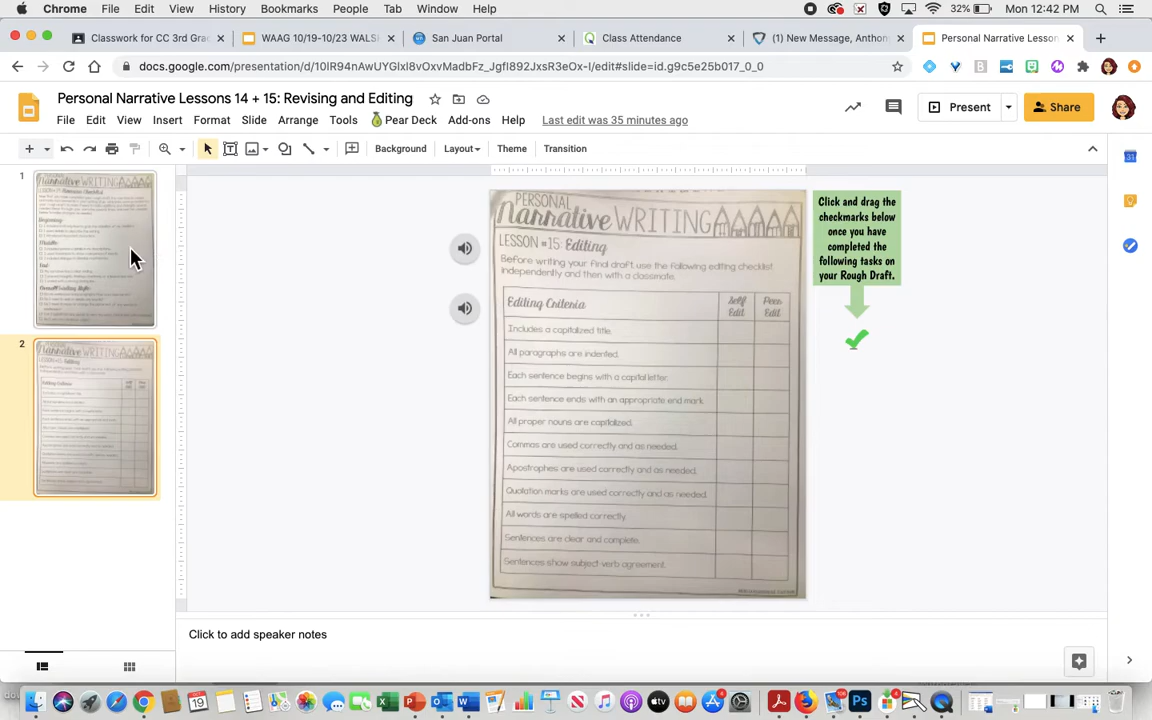 Chrome File Edit View History Bookmarks People Tab Window Help 32% Mon 12:42 PM
Classwork for CC 3rd Gra
WAAG 10/19-10/23 WALS
San Juan Portal
Class Attendance
(1) New Message, Anthon
Personal Narrative Lesson
docs.google.com/presentation/d/10lR94nAwUYGlxl8vOxvMadbFz_Jgfl892JxsR3eOx-I/edit#slide=id.g9c5e25b017_0_0
Personal Narrative Lessons 14 + 15: Revising and Editing
Present
Share
File Edit View Insert Format Slide Arrange Tools Pear Deck Add-ons Help Last edit was 35 minutes ago
Background Layout Theme Transition
1
2
PERSONAL
Narrative WRITING
LESSON #15: Editing
Before writing your final draft use the following editing checklist
independently and then with a classmate.
Editing Criteria Self Edit Peer Edit
Includes a capitalized title.
All paragraphs are indented.
Each sentence begins with a capital letter.
Each sentence ends with an appropriate end mark.
All proper nouns are capitalized.
Commas are used correctly and as needed.
Apostrophes are used correctly and as needed.
Quotation marks are used correctly and as needed.
All words are spelled correctly.
Sentences are clear and complete.
Sentences show subject-verb agreement.
Click and drag the
checkmarks below
once you have
completed the
following tasks on
your Rough Draft.
Click to add speaker notes